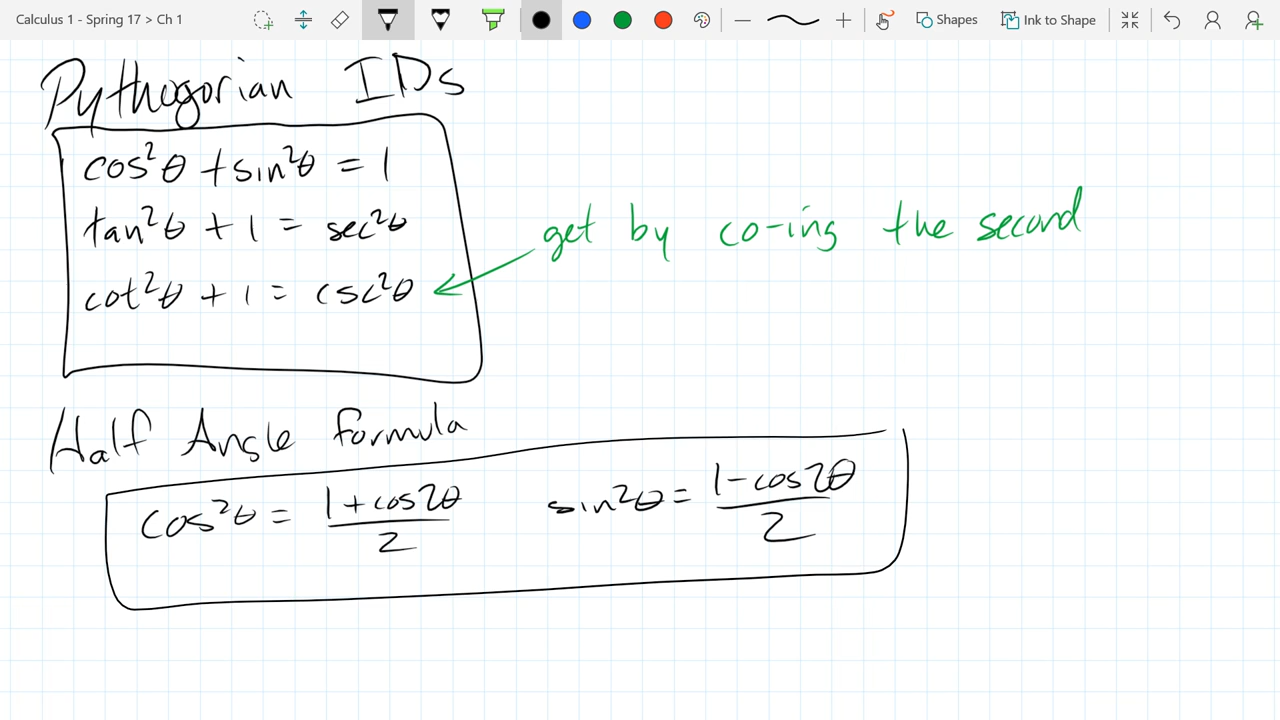 Calculus 1 - Spring 17 > Ch 1 Shapes Ink to Shape
Pythogorian IDs
cos²θ + sin²θ = 1
tan²θ + 1 = sec²θ
get by co-ing the second
cot²θ + 1 = csc²θ
Half Angle Formula
cos²θ = (1 + cos2θ)/2 sin²θ = (1 - cos2θ)/2